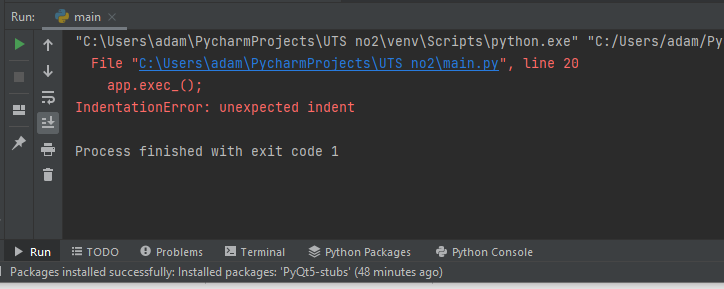 Run: main
"C:\Users\adam\PycharmProjects\UTS no2\venv\Scripts\python.exe" "C:/Users/adam/Py
File "C:\Users\adam\PycharmProjects\UTS no2\main.py", line 20
app.exec_();
IndentationError: unexpected indent
Process finished with exit code 1
Run TODO Problems Terminal Python Packages Python Console
Packages installed successfully: Installed packages: 'PyQt5-stubs' (48 minutes ago)